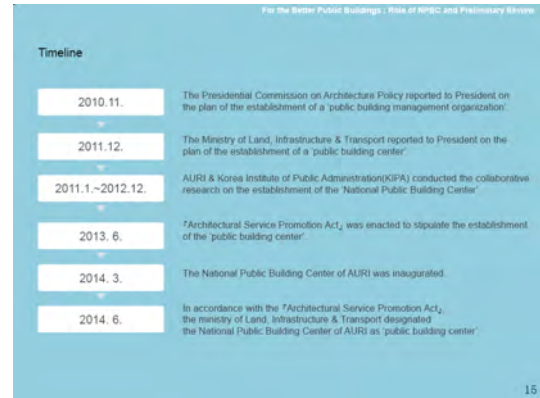 For the Better Public Buildings : Role of NPBC and Preliminary Review
Timeline
2010.11.
The Presidential Commission on Architecture Policy reported to President on
the plan of the establishment of a 'public building management organization'.
2011.12.
The Ministry of Land, Infrastructure & Transport reported to President on the
plan of the establishment of a 'public building center'.
2011.1.~2012.12.
AURI & Korea Institute of Public Administration(KIPA) conducted the collaborative
research on the establishment of the 'National Public Building Center'
2013. 6.
『Architectural Service Promotion Act』 was enacted to stipulate the establishment
of the 'public building center'.
2014. 3.
The National Public Building Center of AURI was inaugurated.
2014. 6.
In accordance with the 『Architectural Service Promotion Act』,
the ministry of Land, Infrastructure & Transport designated
the National Public Building Center of AURI as 'public building center'
15